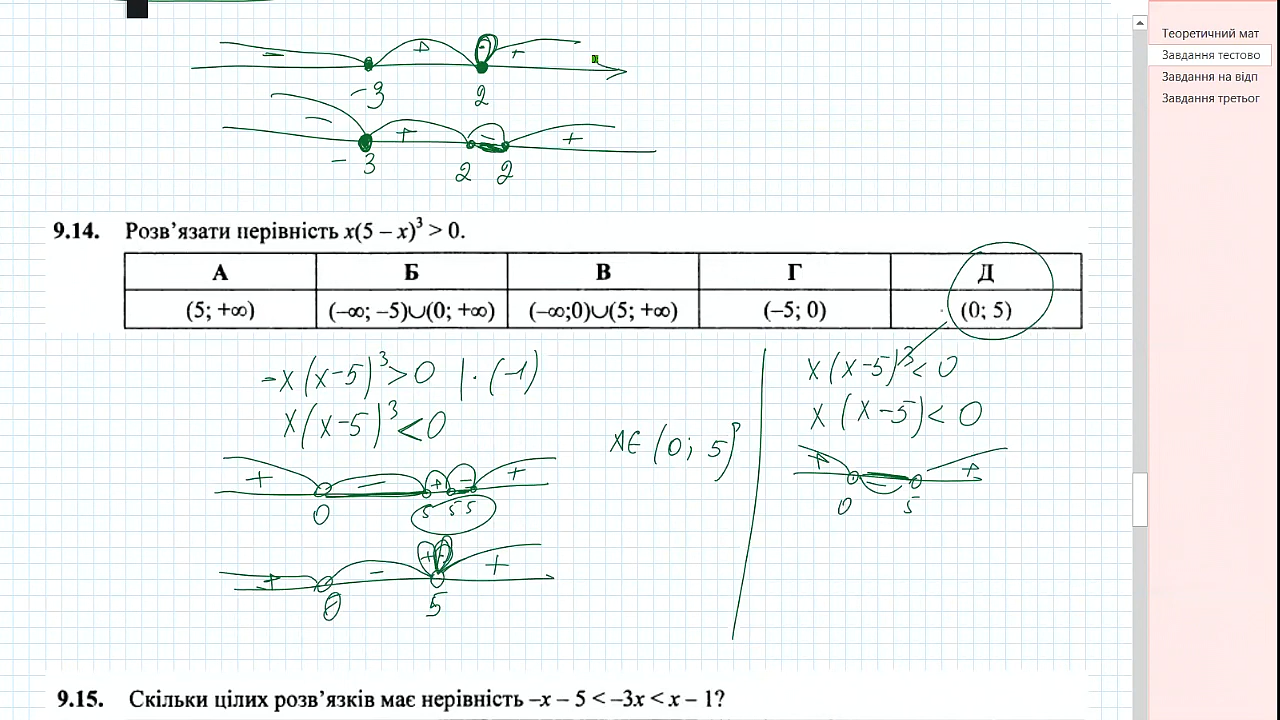 Теоретичний мат
Завдання тестово
Завдання на відп
Завдання третьог
− + - +
-3 2
− + − +
-3 2 2
9.14. Розв’язати нерівність x(5 – x)³ > 0.
А Б В Г Д
(5; +∞) (–∞; –5)∪(0; +∞) (–∞;0)∪(5; +∞) (–5; 0) (0; 5)
-x(x-5)³>0 |·(-1)
x(x-5)³<0
x∈(0; 5)
+ − + − +
0 5 5 5
+ − + - +
0 5
x(x-5)³<0
x(x-5)<0
+ − +
0 5
9.15. Скільки цілих розв’язків має нерівність –x – 5 < –3x < x – 1?